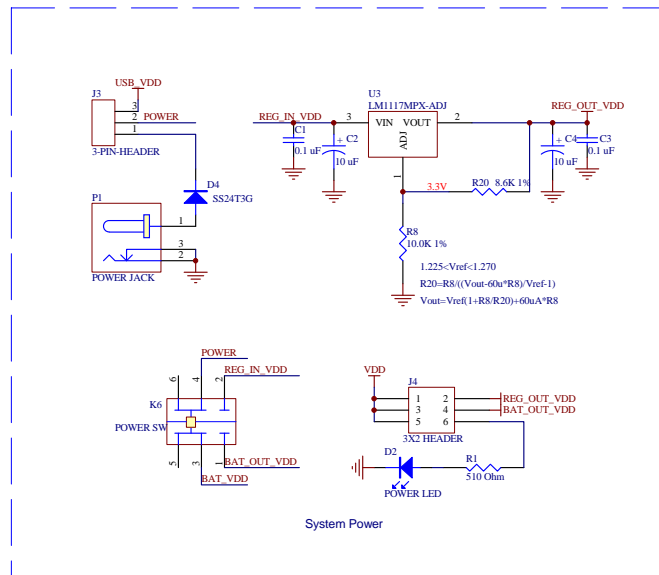 USB_VDD
J3
3
2
1
POWER
3-PIN-HEADER
D4
SS24T3G
P1
1
3
2
POWER JACK
U3
LM1117MPX-ADJ
REG_IN_VDD
3
VIN VOUT
2
ADJ
1
REG_OUT_VDD
C1
0.1 uF
+ C2
10 uF
+ C4
10 uF
C3
0.1 uF
3.3V
R20 8.6K 1%
R8
10.0K 1%
1.225<Vref<1.270
R20=R8/((Vout-60u*R8)/Vref-1)
Vout=Vref(1+R8/R20)+60uA*R8
POWER
REG_IN_VDD
6
4
2
K6
POWER SW
5
3
1
BAT_OUT_VDD
BAT_VDD
VDD
J4
1 2
3 4
5 6
REG_OUT_VDD
BAT_OUT_VDD
3X2 HEADER
D2
POWER LED
R1
510 Ohm
System Power